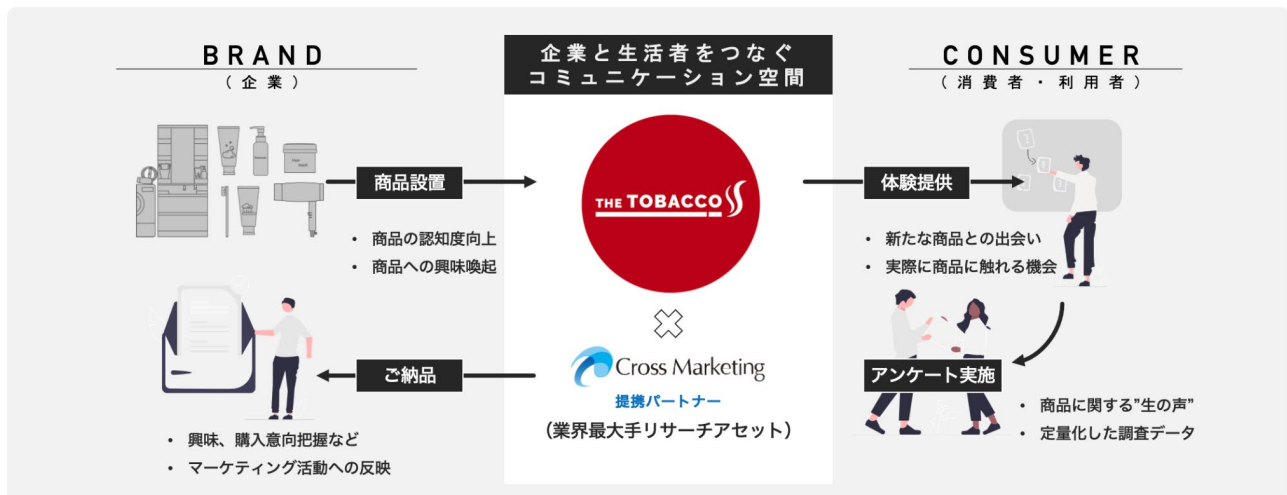 BRAND
（企業）
商品設置
・ 商品の認知度向上
・ 商品への興味喚起
ご納品
・ 興味、購入意向把握など
・ マーケティング活動への反映
企業と生活者をつなぐ
コミュニケーション空間
THE TOBACCO
Cross Marketing
提携パートナー
（業界最大手リサーチアセット）
CONSUMER
（消費者・利用者）
体験提供
・ 新たな商品との出会い
・ 実際に商品に触れる機会
アンケート実施
・ 商品に関する”生の声”
・ 定量化した調査データ